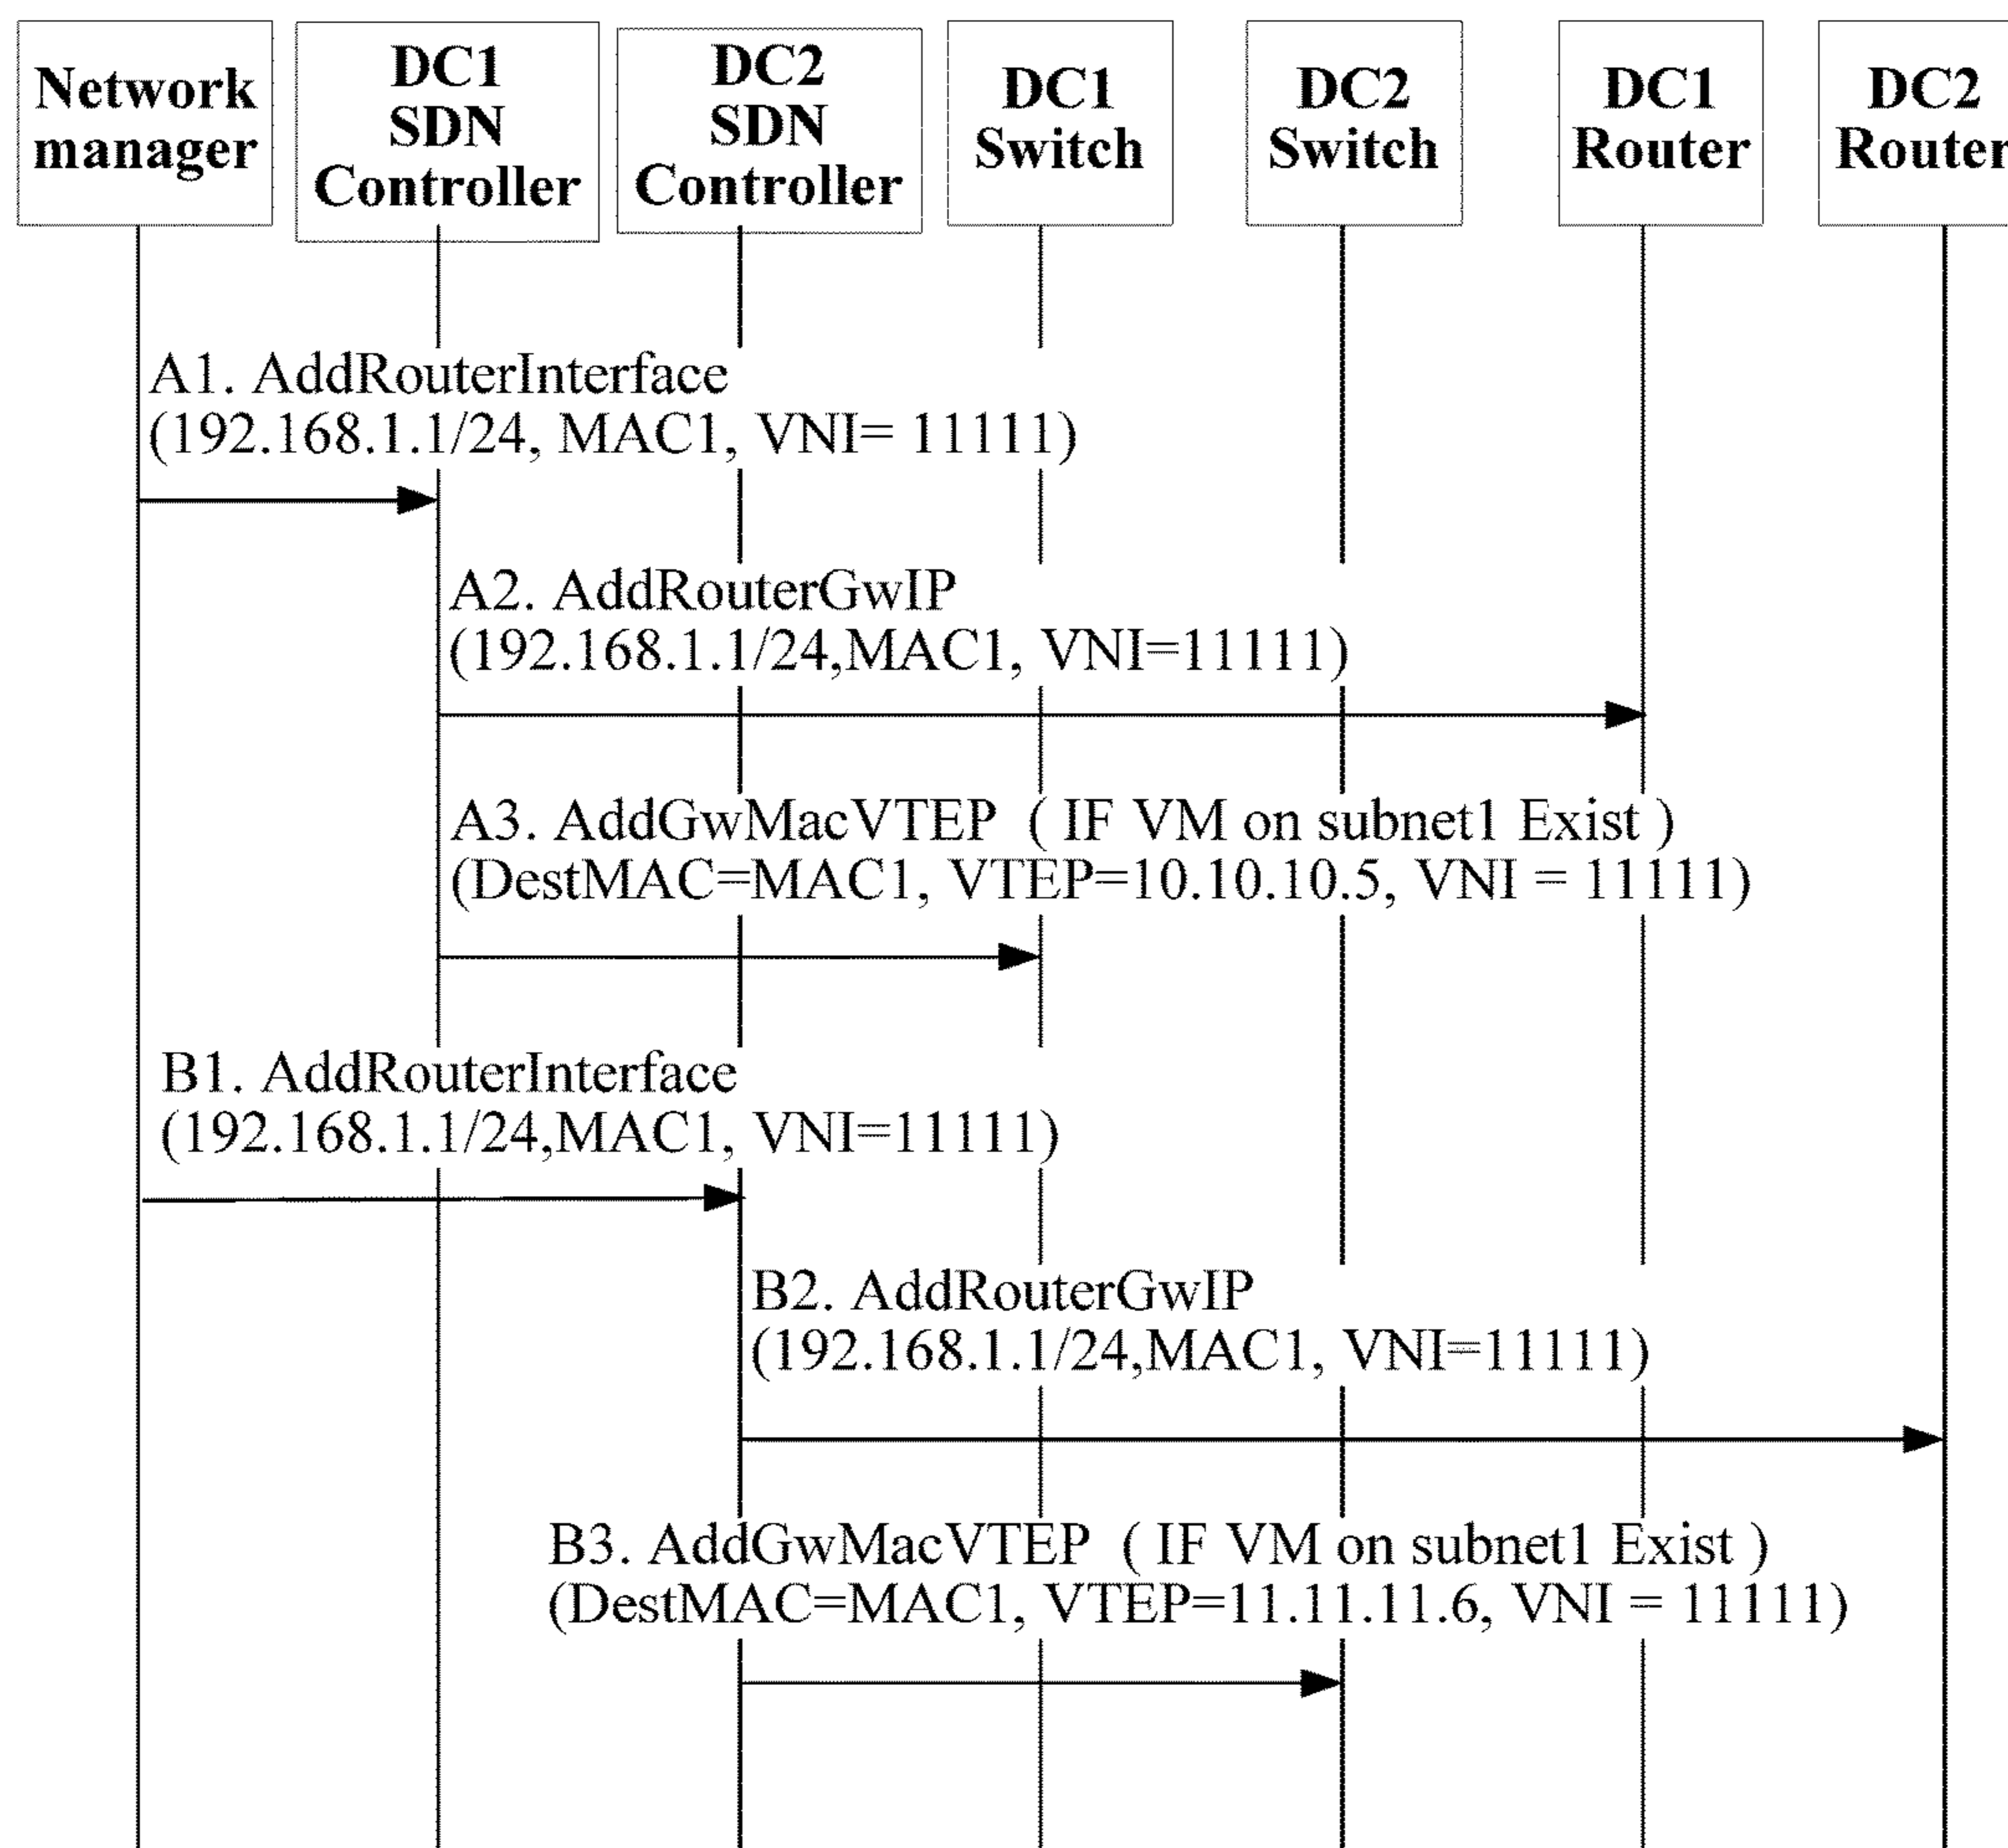 Network
manager
DC1
SDN
Controller
DC2
SDN
Controller
DC1
Switch
DC2
Switch
DC1
Router
DC2
Router
A1. AddRouterInterface
(192.168.1.1/24, MAC1, VNI= 11111)
A2. AddRouterGwIP
(192.168.1.1/24,MAC1, VNI=11111)
A3. AddGwMacVTEP ( IF VM on subnet1 Exist )
(DestMAC=MAC1, VTEP=10.10.10.5, VNI = 11111)
B1. AddRouterInterface
(192.168.1.1/24,MAC1, VNI=11111)
B2. AddRouterGwIP
(192.168.1.1/24,MAC1, VNI=11111)
B3. AddGwMacVTEP ( IF VM on subnet1 Exist )
(DestMAC=MAC1, VTEP=11.11.11.6, VNI = 11111)